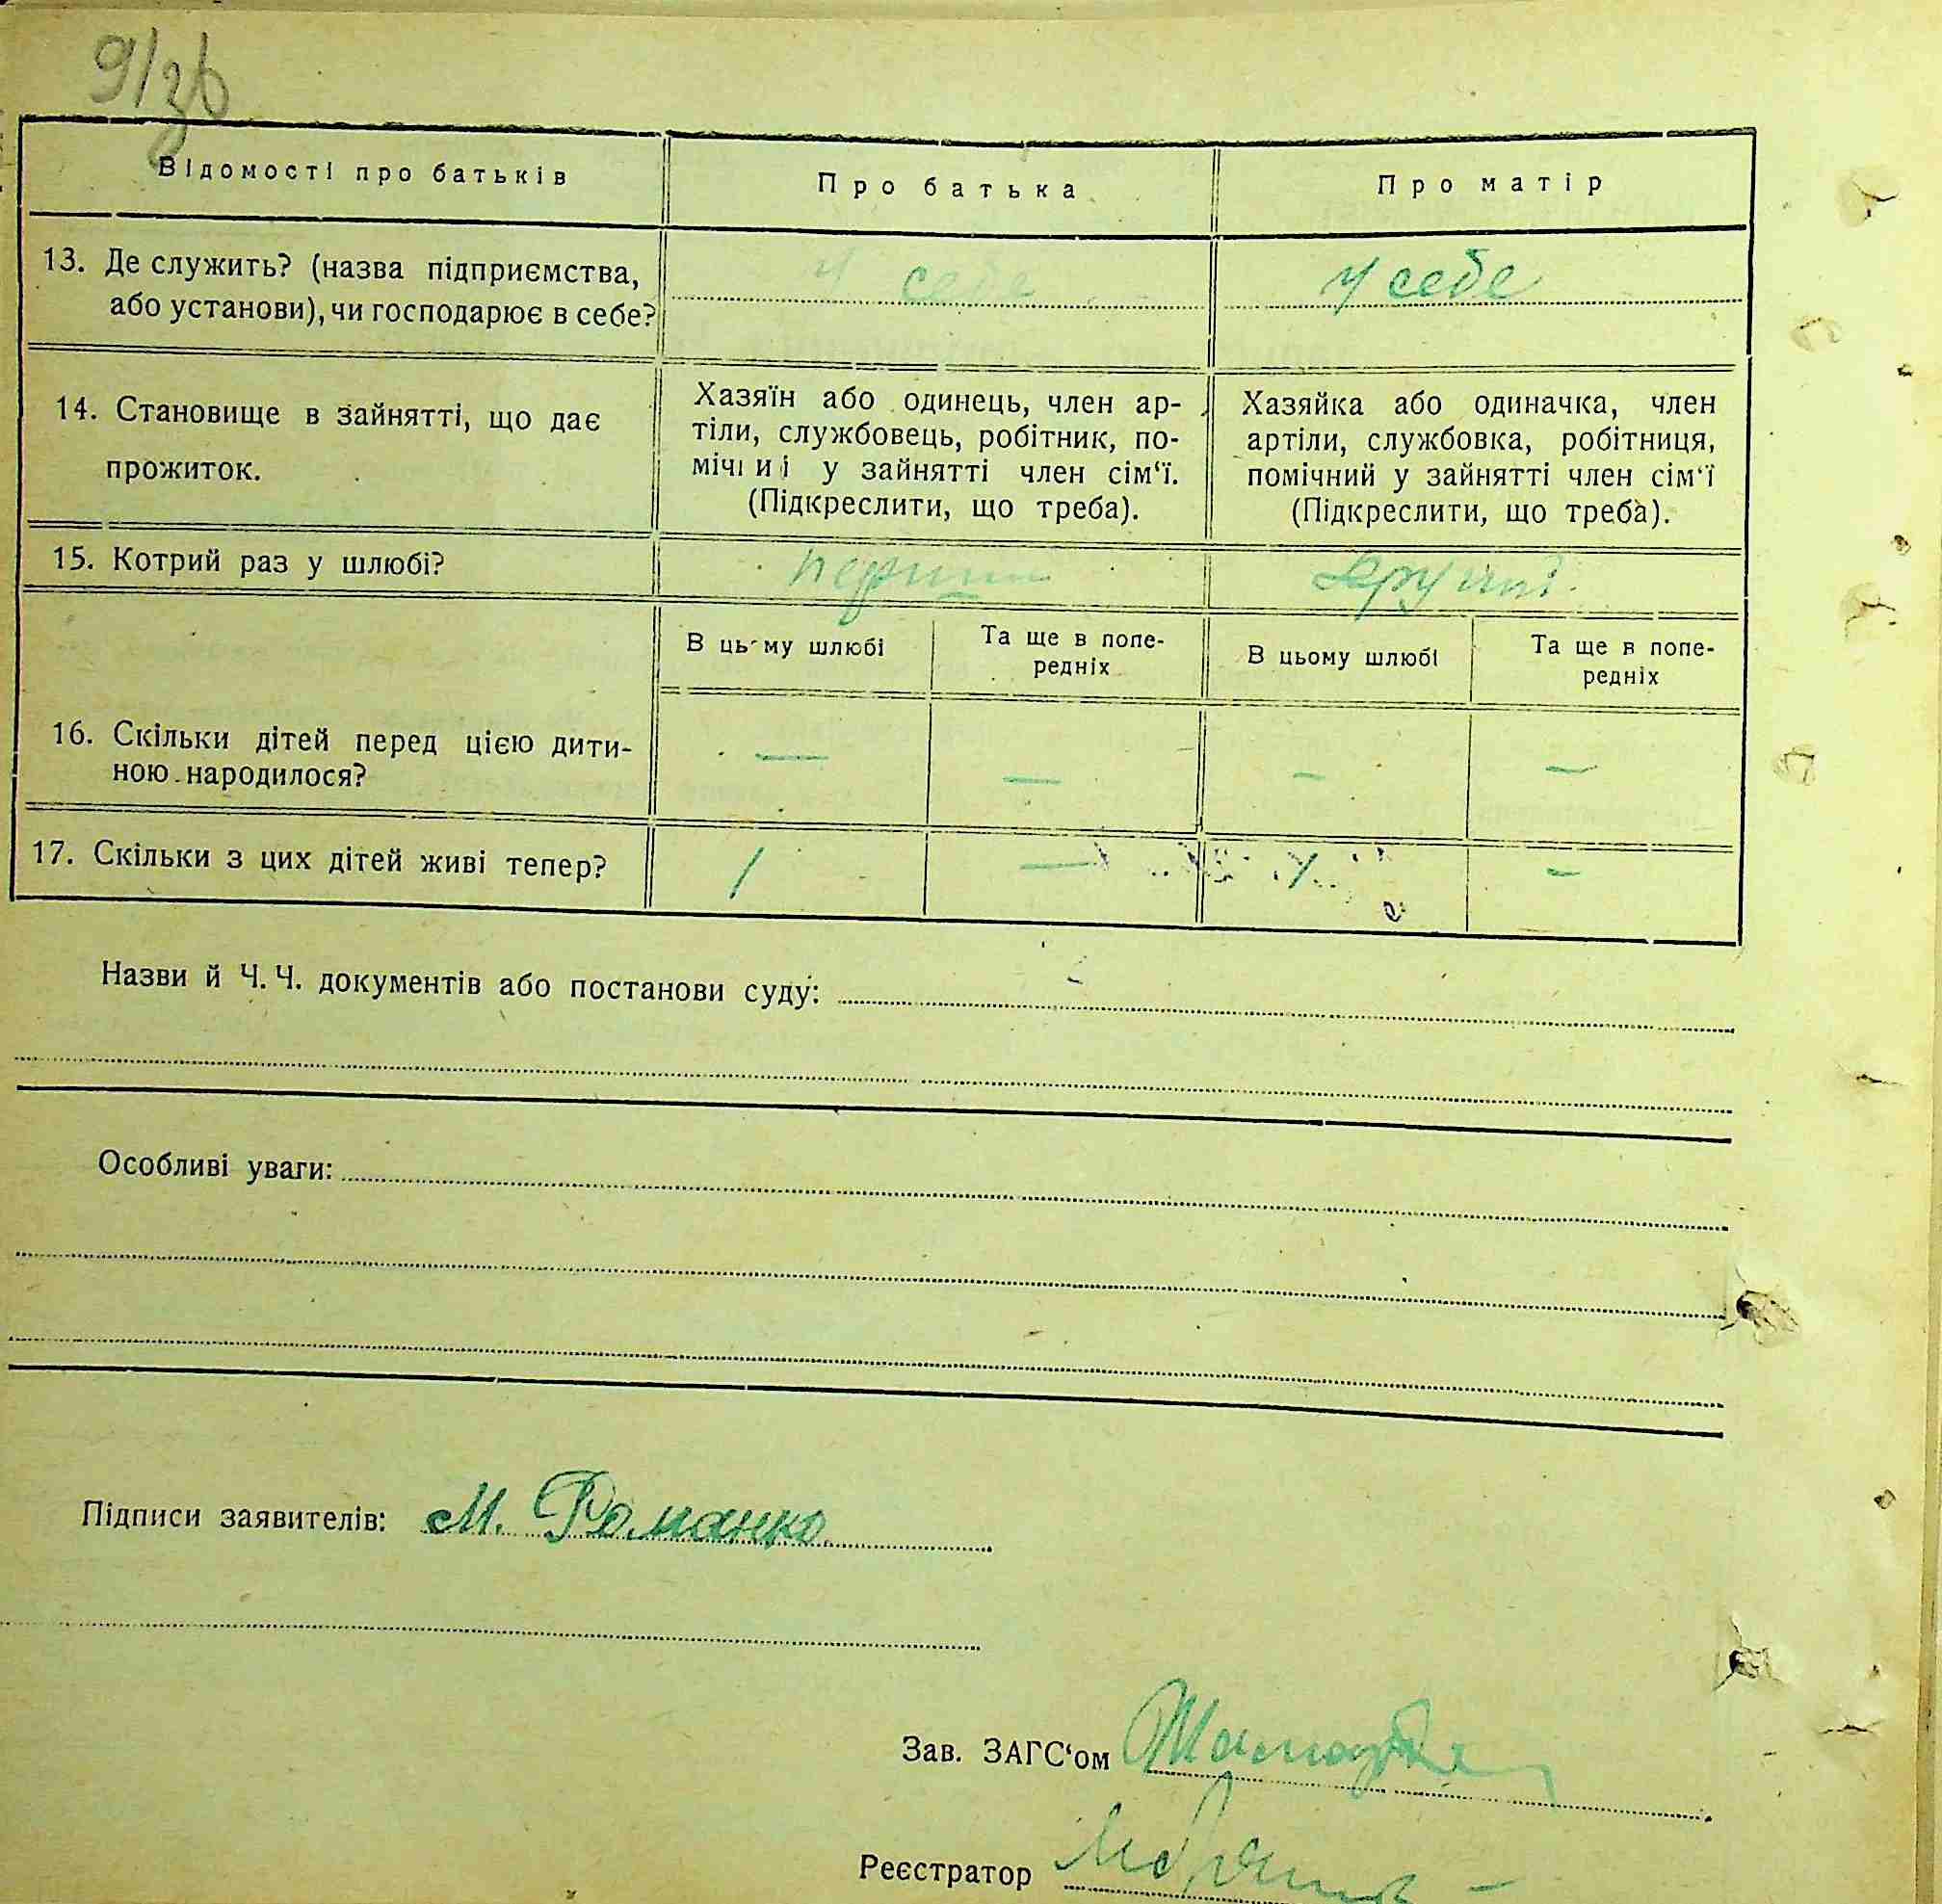 9/зв
Відомості про батьків Про батька Про матір
13. Де служить? (назва підприємства, у себе у себе
або установи), чи господарює в себе?
14. Становище в зайнятті, що дає
прожиток.
Хазяїн або одинець, член ар-
тіли, службовець, робітник, по-
мічниі у зайнятті член сім‘ї.
(Підкреслити, що треба).
Хазяйка або одиначка, член
артіли, службовка, робітниця,
помічний у зайнятті член сім‘ї
(Підкреслити, що треба).
15. Котрий раз у шлюбі?
В цьому шлюбі
Та ще в попе-
редніх
В цьому шлюбі
Та ще в попе-
редніх
16. Скільки дітей перед цією дити- — — — —
ною народилося?
17. Скільки з цих дітей живі тепер? 1 — 1 —
Назви й Ч. Ч. документів або постанови суду:
Особливі уваги:
Підписи заявителів: М. Романко
Зав. ЗАГС‘ом
Реєстратор